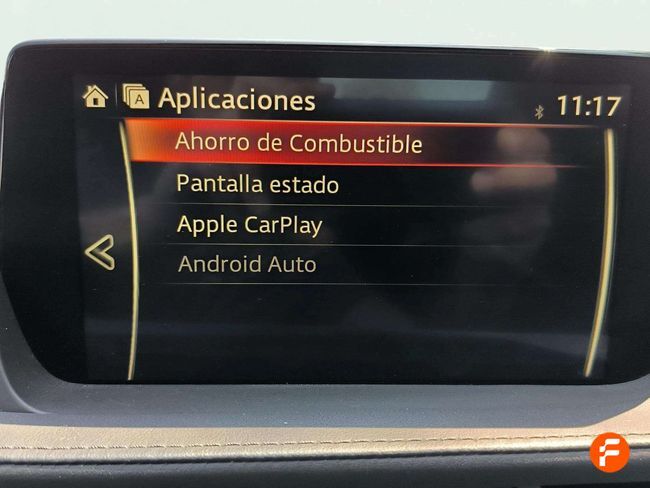 A Aplicaciones 11:17
Ahorro de Combustible
Pantalla estado
Apple CarPlay
Android Auto